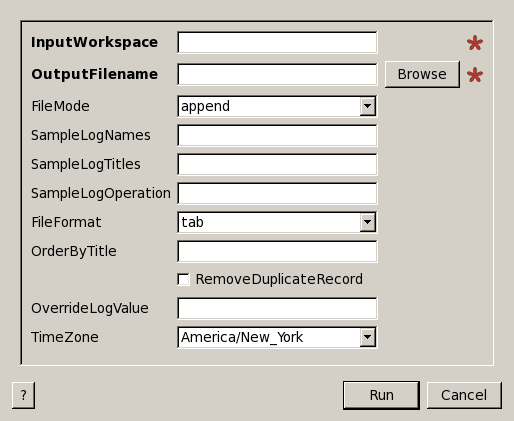 InputWorkspace
OutputFilename Browse
FileMode append
SampleLogNames
SampleLogTitles
SampleLogOperation
FileFormat tab
OrderByTitle
RemoveDuplicateRecord
OverrideLogValue
TimeZone America/New_York
? Run Cancel